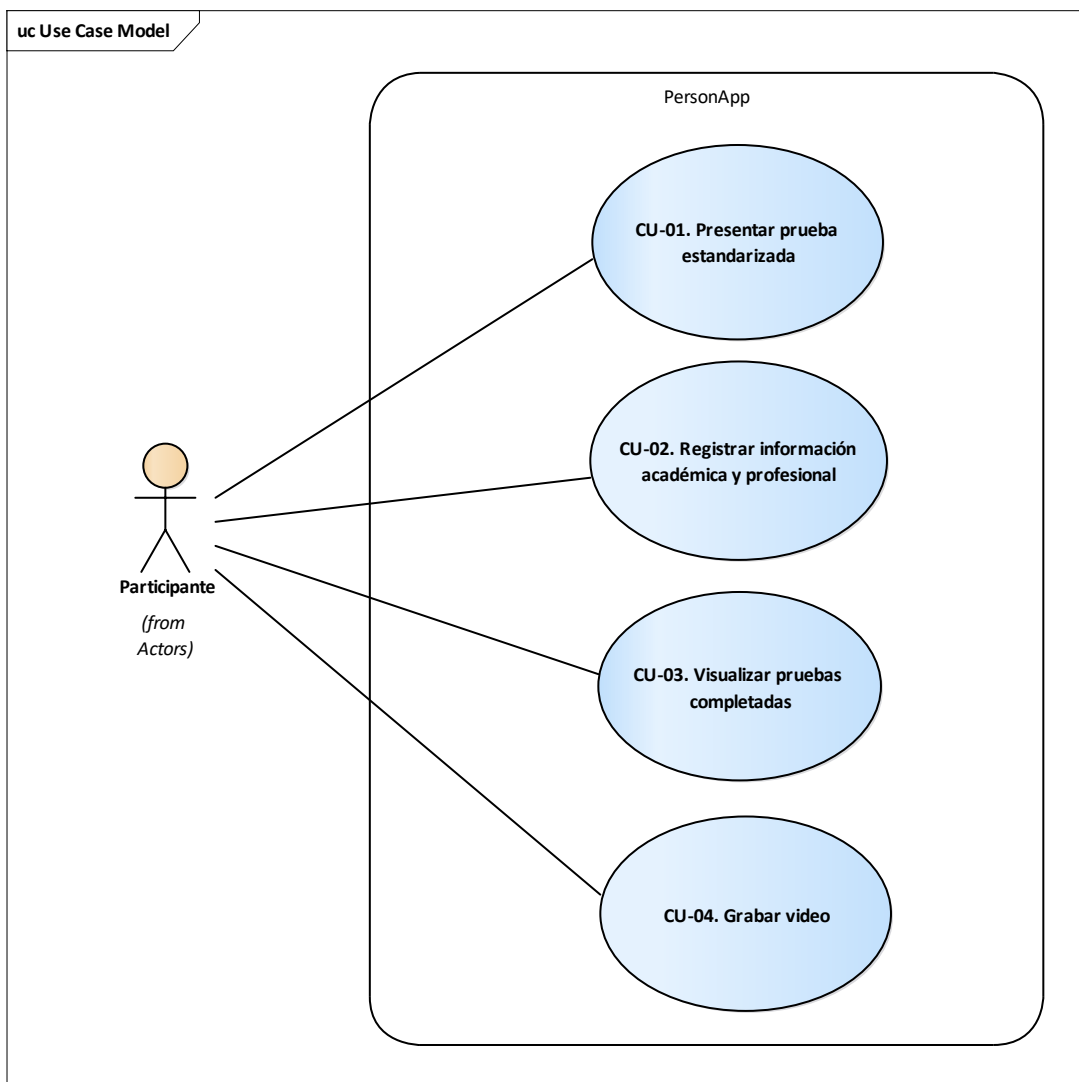 uc Use Case Model
PersonApp
CU-01. Presentar prueba
estandarizada
CU-02. Registrar información
académica y profesional
Participante
(from
Actors)
CU-03. Visualizar pruebas
completadas
CU-04. Grabar video